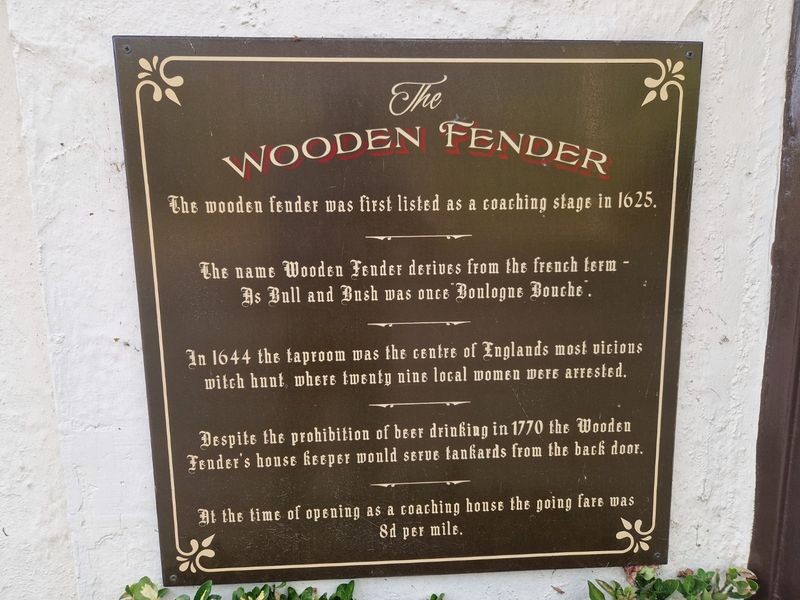 The
WOODEN FENDER
The wooden fender was first listed as a coaching stage in 1625.
The name Wooden Fender derives from the french term -
As Bull and Bush was once "Boulogne Bouche".
In 1644 the taproom was the centre of Englands most vicious
witch hunt, where twenty nine local women were arrested.
Despite the prohibition of beer drinking in 1770 the Wooden
Fender's house keeper would serve tankards from the back door.
At the time of opening as a coaching house the going fare was
8d per mile.